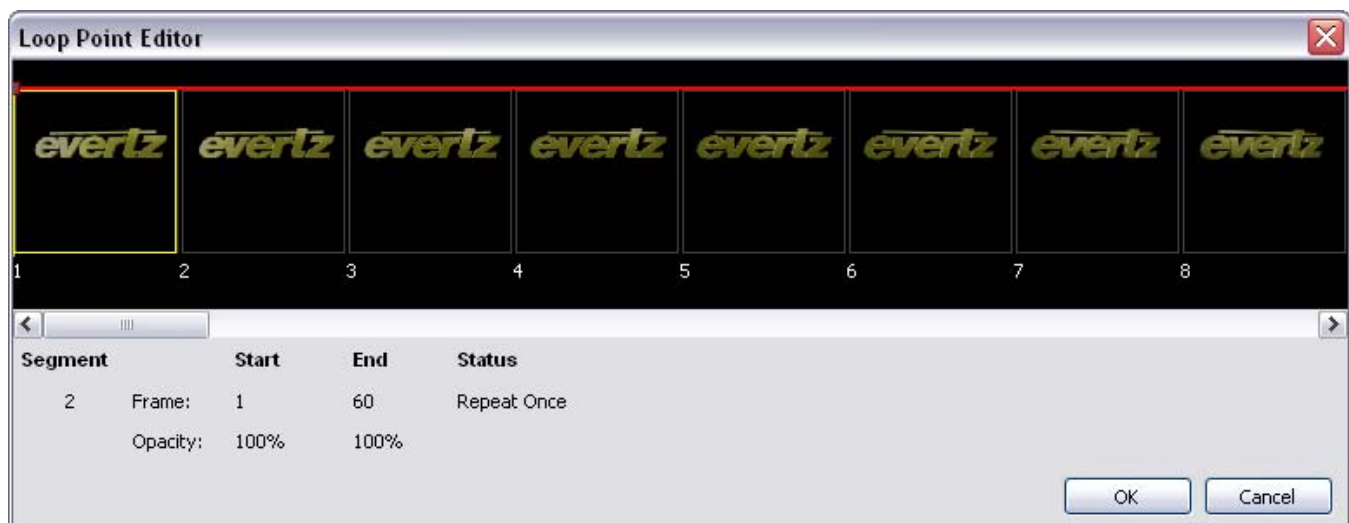 Loop Point Editor
evertz evertz evertz evertz evertz evertz evertz evertz
1 2 3 4 5 6 7 8
Segment Start End Status
2 Frame: 1 60 Repeat Once
Opacity: 100% 100%
OK Cancel